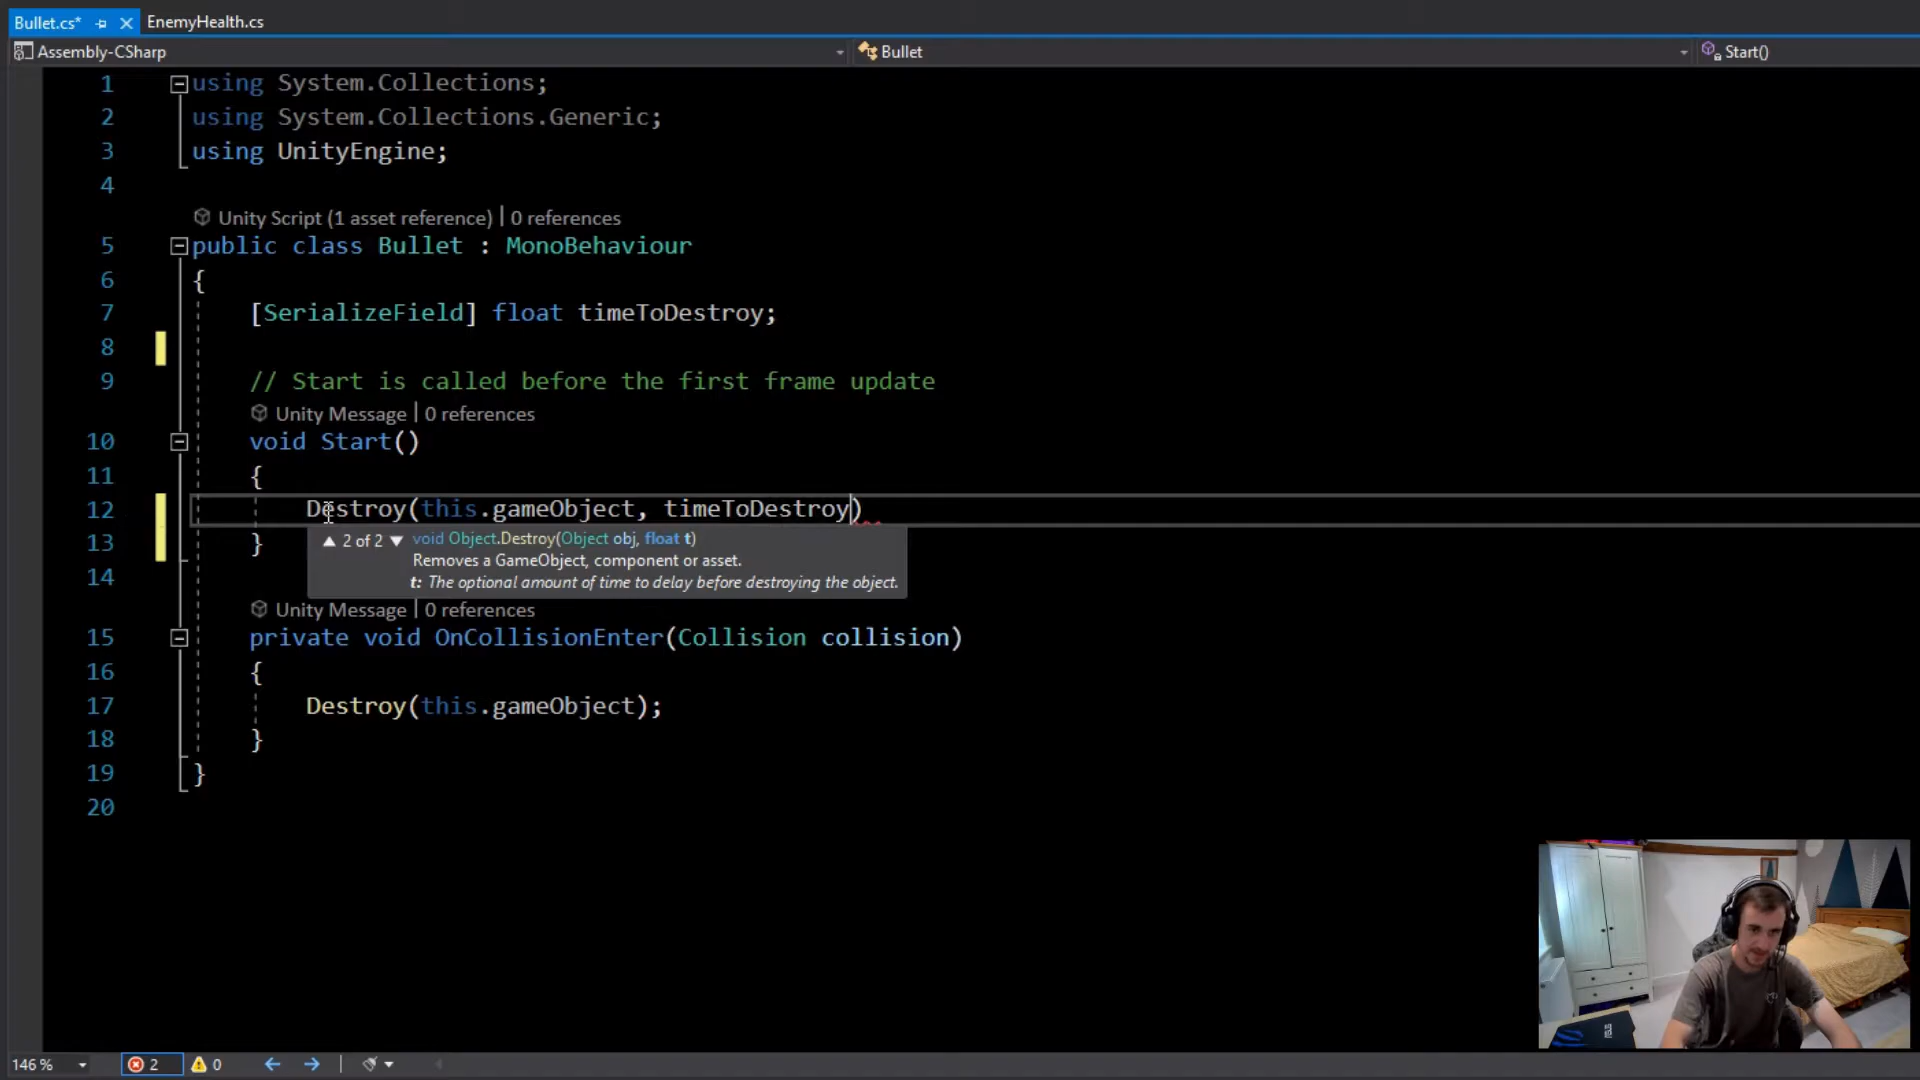 Bullet.cs* EnemyHealth.cs
Assembly-CSharp Bullet Start()
1 using System.Collections;
2 using System.Collections.Generic;
3 using UnityEngine;
4
Unity Script (1 asset reference) | 0 references
5 public class Bullet : MonoBehaviour
6 {
7 [SerializeField] float timeToDestroy;
8
9 // Start is called before the first frame update
Unity Message | 0 references
10 void Start()
11 {
12 Destroy(this.gameObject, timeToDestroy)
13 }
▲ 2 of 2 ▼ void Object.Destroy(Object obj, float t)
Removes a GameObject, component or asset.
t: The optional amount of time to delay before destroying the object.
14
Unity Message | 0 references
15 private void OnCollisionEnter(Collision collision)
16 {
17 Destroy(this.gameObject);
18 }
19 }
20
146 % 2 0